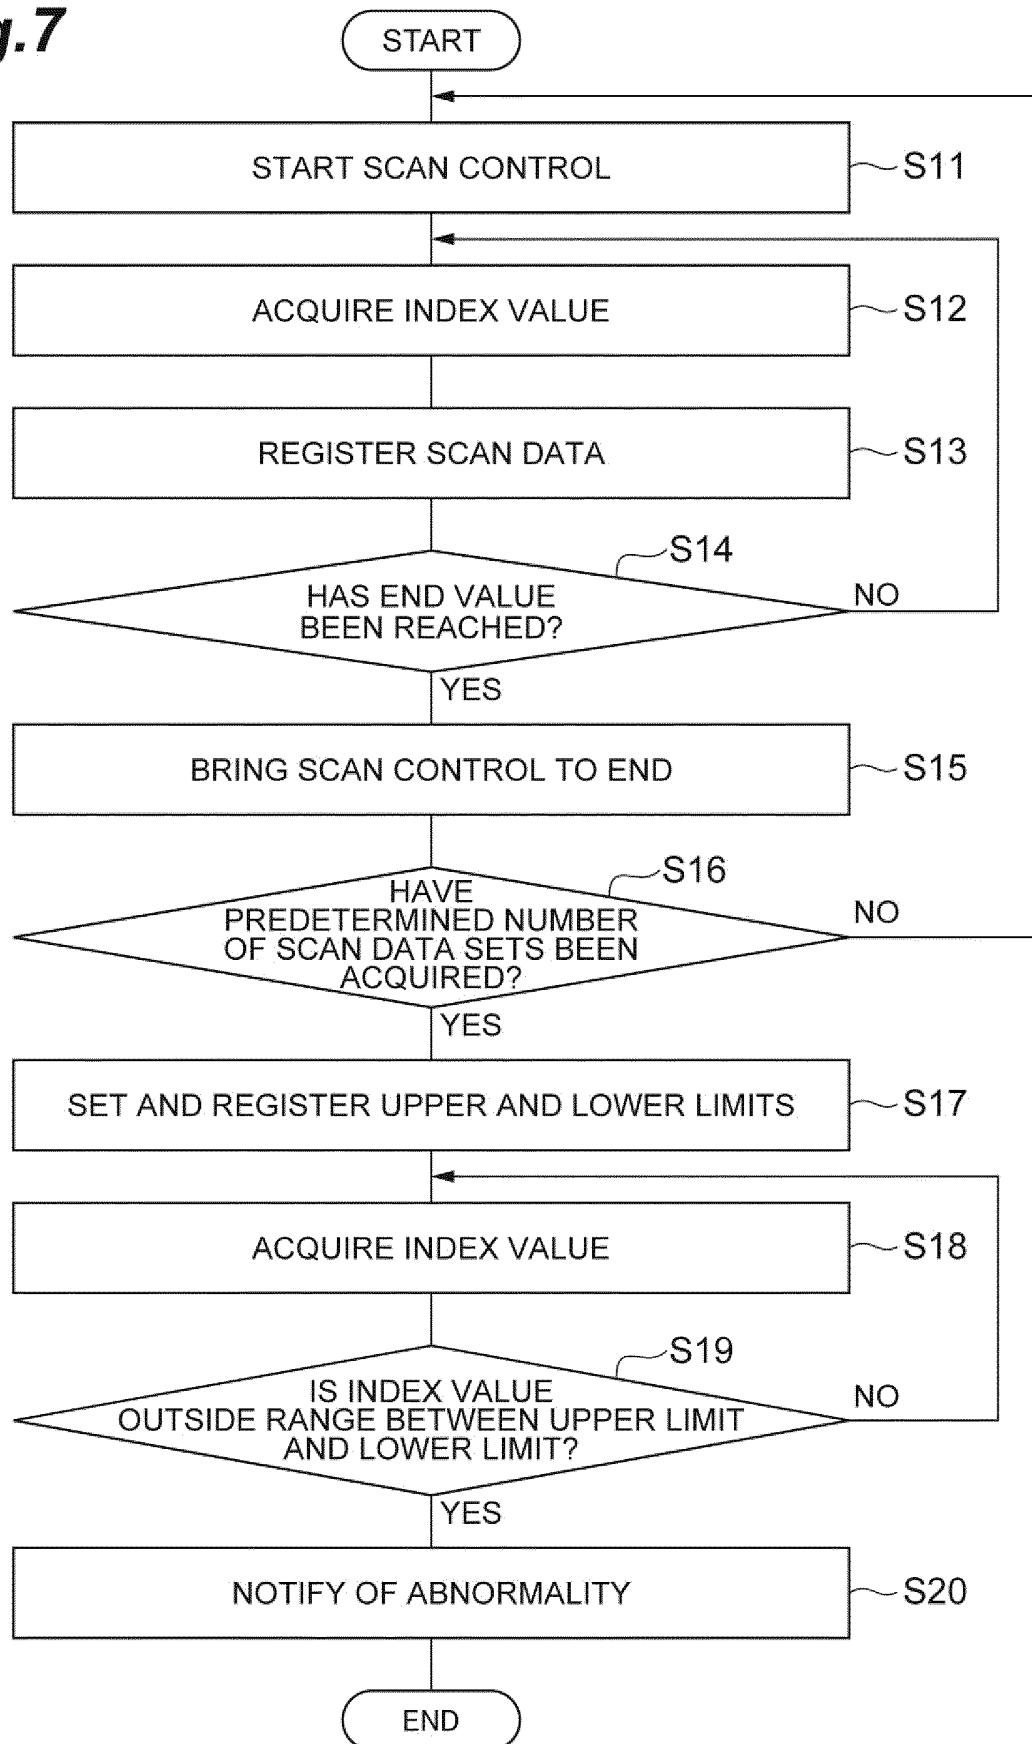 g.7
START
START SCAN CONTROL
S11
ACQUIRE INDEX VALUE
S12
REGISTER SCAN DATA
S13
S14
HAS END VALUE
BEEN REACHED?
NO
YES
BRING SCAN CONTROL TO END
S15
S16
HAVE
PREDETERMINED NUMBER
OF SCAN DATA SETS BEEN
ACQUIRED?
NO
YES
SET AND REGISTER UPPER AND LOWER LIMITS
S17
ACQUIRE INDEX VALUE
S18
S19
IS INDEX VALUE
OUTSIDE RANGE BETWEEN UPPER LIMIT
AND LOWER LIMIT?
NO
YES
NOTIFY OF ABNORMALITY
S20
END